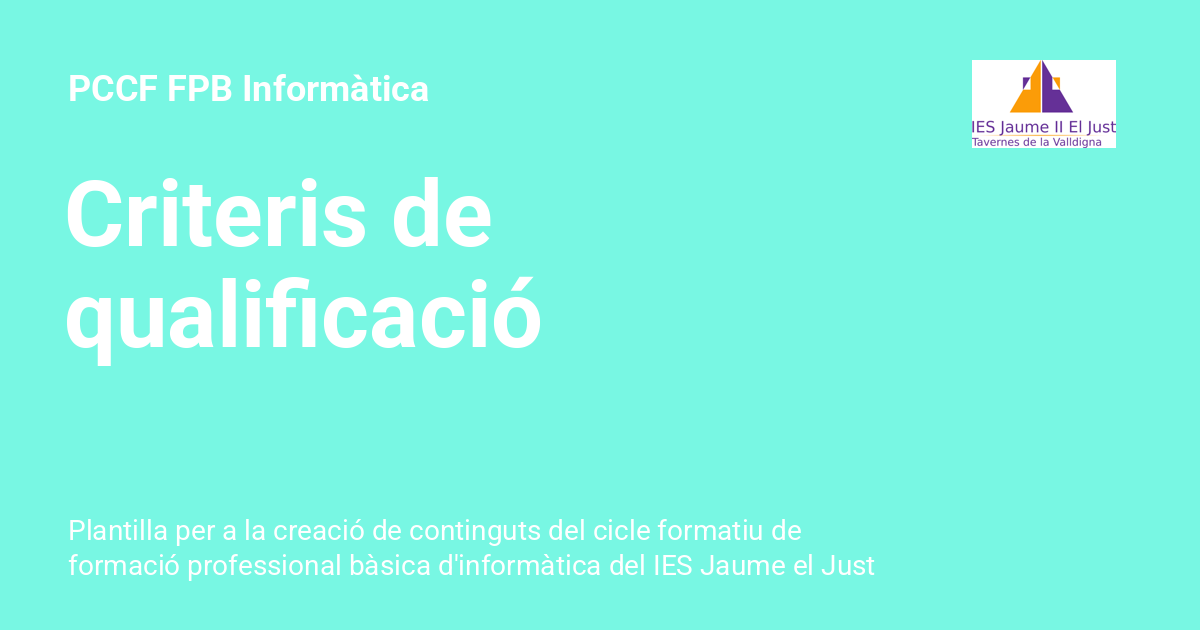 PCCF FPB Informàtica
IES Jaume II El Just
Tavernes de la Valldigna
Criteris de
qualificació
Plantilla per a la creació de continguts del cicle formatiu de
formació professional bàsica d'informàtica del IES Jaume el Just